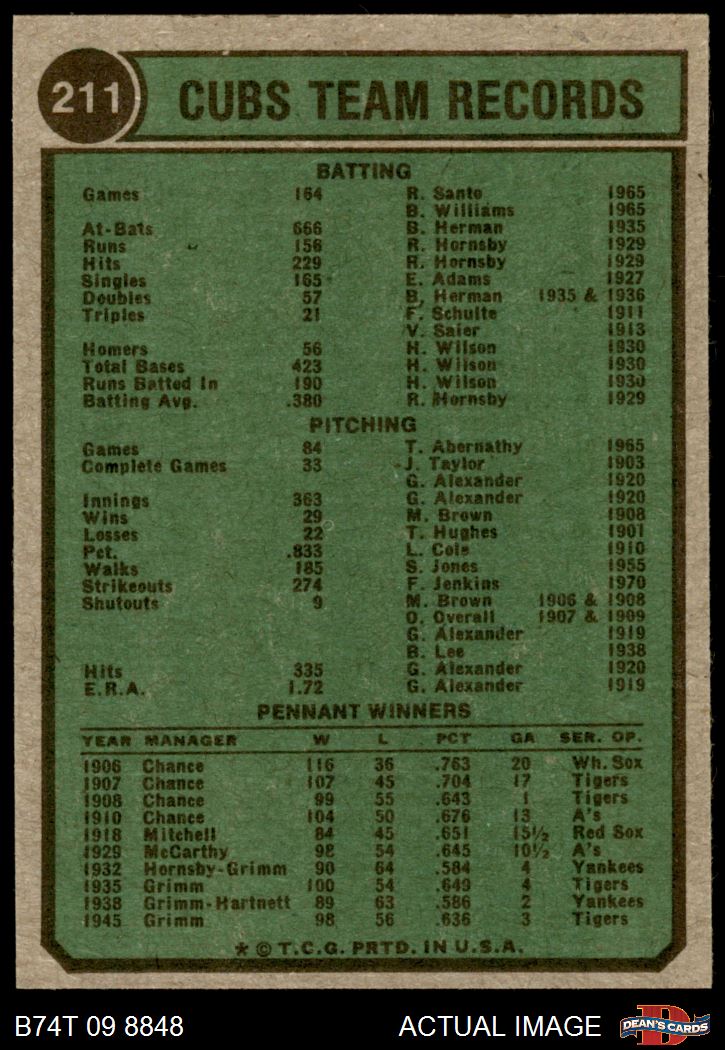 211 CUBS TEAM RECORDS
BATTING
Games 164 R. Santo 1965
B. Williams 1965
At-Bats 666 B. Herman 1935
Runs 156 R. Hornsby 1929
Hits 229 R. Hornsby 1929
Singles 165 E. Adams 1927
Doubles 57 B. Herman 1935 & 1936
Triples 21 F. Schulte 1911
V. Saier 1913
Homers 56 H. Wilson 1930
Total Bases 423 H. Wilson 1930
Runs Batted In 190 H. Wilson 1930
Batting Avg. .380 R. Hornsby 1929
PITCHING
Games 84 T. Abernathy 1965
Complete Games 33 J. Taylor 1903
G. Alexander 1920
Innings 363 G. Alexander 1920
Wins 29 M. Brown 1908
Losses 22 T. Hughes 1901
Pct. .833 L. Cole 1910
Walks 185 S. Jones 1955
Strikeouts 274 F. Jenkins 1970
Shutouts 9 M. Brown 1906 & 1908
O. Overall 1907 & 1909
G. Alexander 1919
B. Lee 1938
Hits 335 G. Alexander 1920
E.R.A. 1.72 G. Alexander 1919
PENNANT WINNERS
YEAR MANAGER W L PCT GA SER. OP.
1906 Chance 116 36 .763 20 Wh. Sox
1907 Chance 107 45 .704 17 Tigers
1908 Chance 99 55 .643 1 Tigers
1910 Chance 104 50 .676 13 A's
1918 Mitchell 84 45 .651 15½ Red Sox
1929 McCarthy 98 54 .645 10½ A's
1932 Hornsby-Grimm 90 64 .584 4 Yankees
1935 Grimm 100 54 .649 4 Tigers
1938 Grimm-Hartnett 89 63 .586 2 Yankees
1945 Grimm 98 56 .636 3 Tigers
* © T.C.G. PRTD. IN U.S.A.
B74T 09 8848 ACTUAL IMAGE DEAN'S CARDS